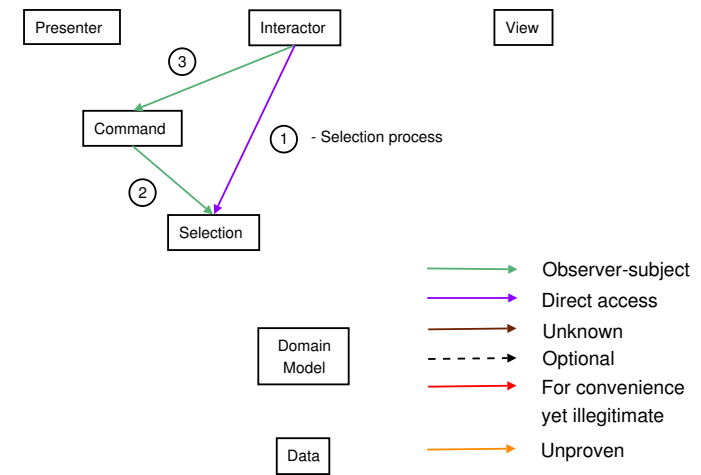 Presenter
Interactor
View
3
Command
1
- Selection process
2
Selection
Observer-subject
Direct access
Unknown
Optional
For convenience
yet illegitimate
Unproven
Domain
Model
Data